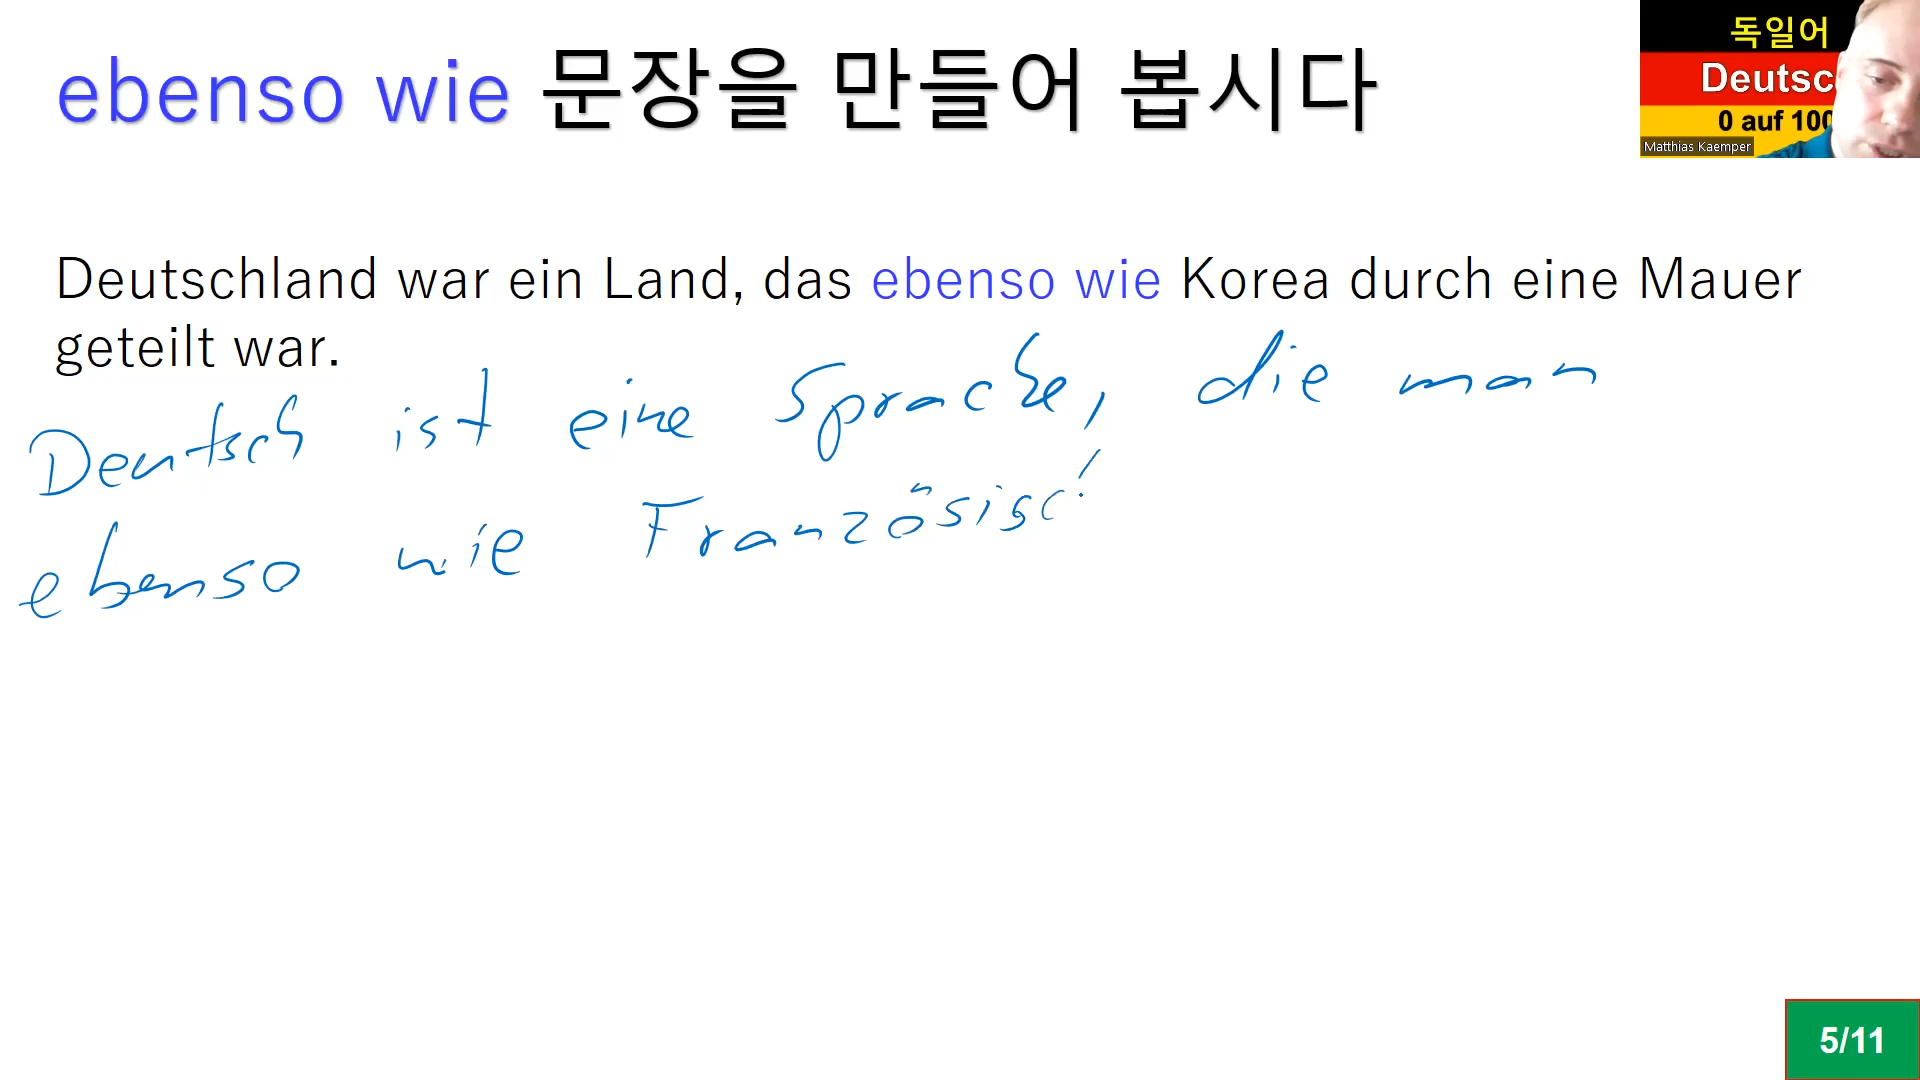 ebenso wie 문장을 만들어 봅시다
독일어
Deutsc
0 auf 100
Matthias Kaemper
Deutschland war ein Land, das ebenso wie Korea durch eine Mauer
geteilt war.
Deutsch ist eine Sprache, die man
ebenso wie Französisc
5/11